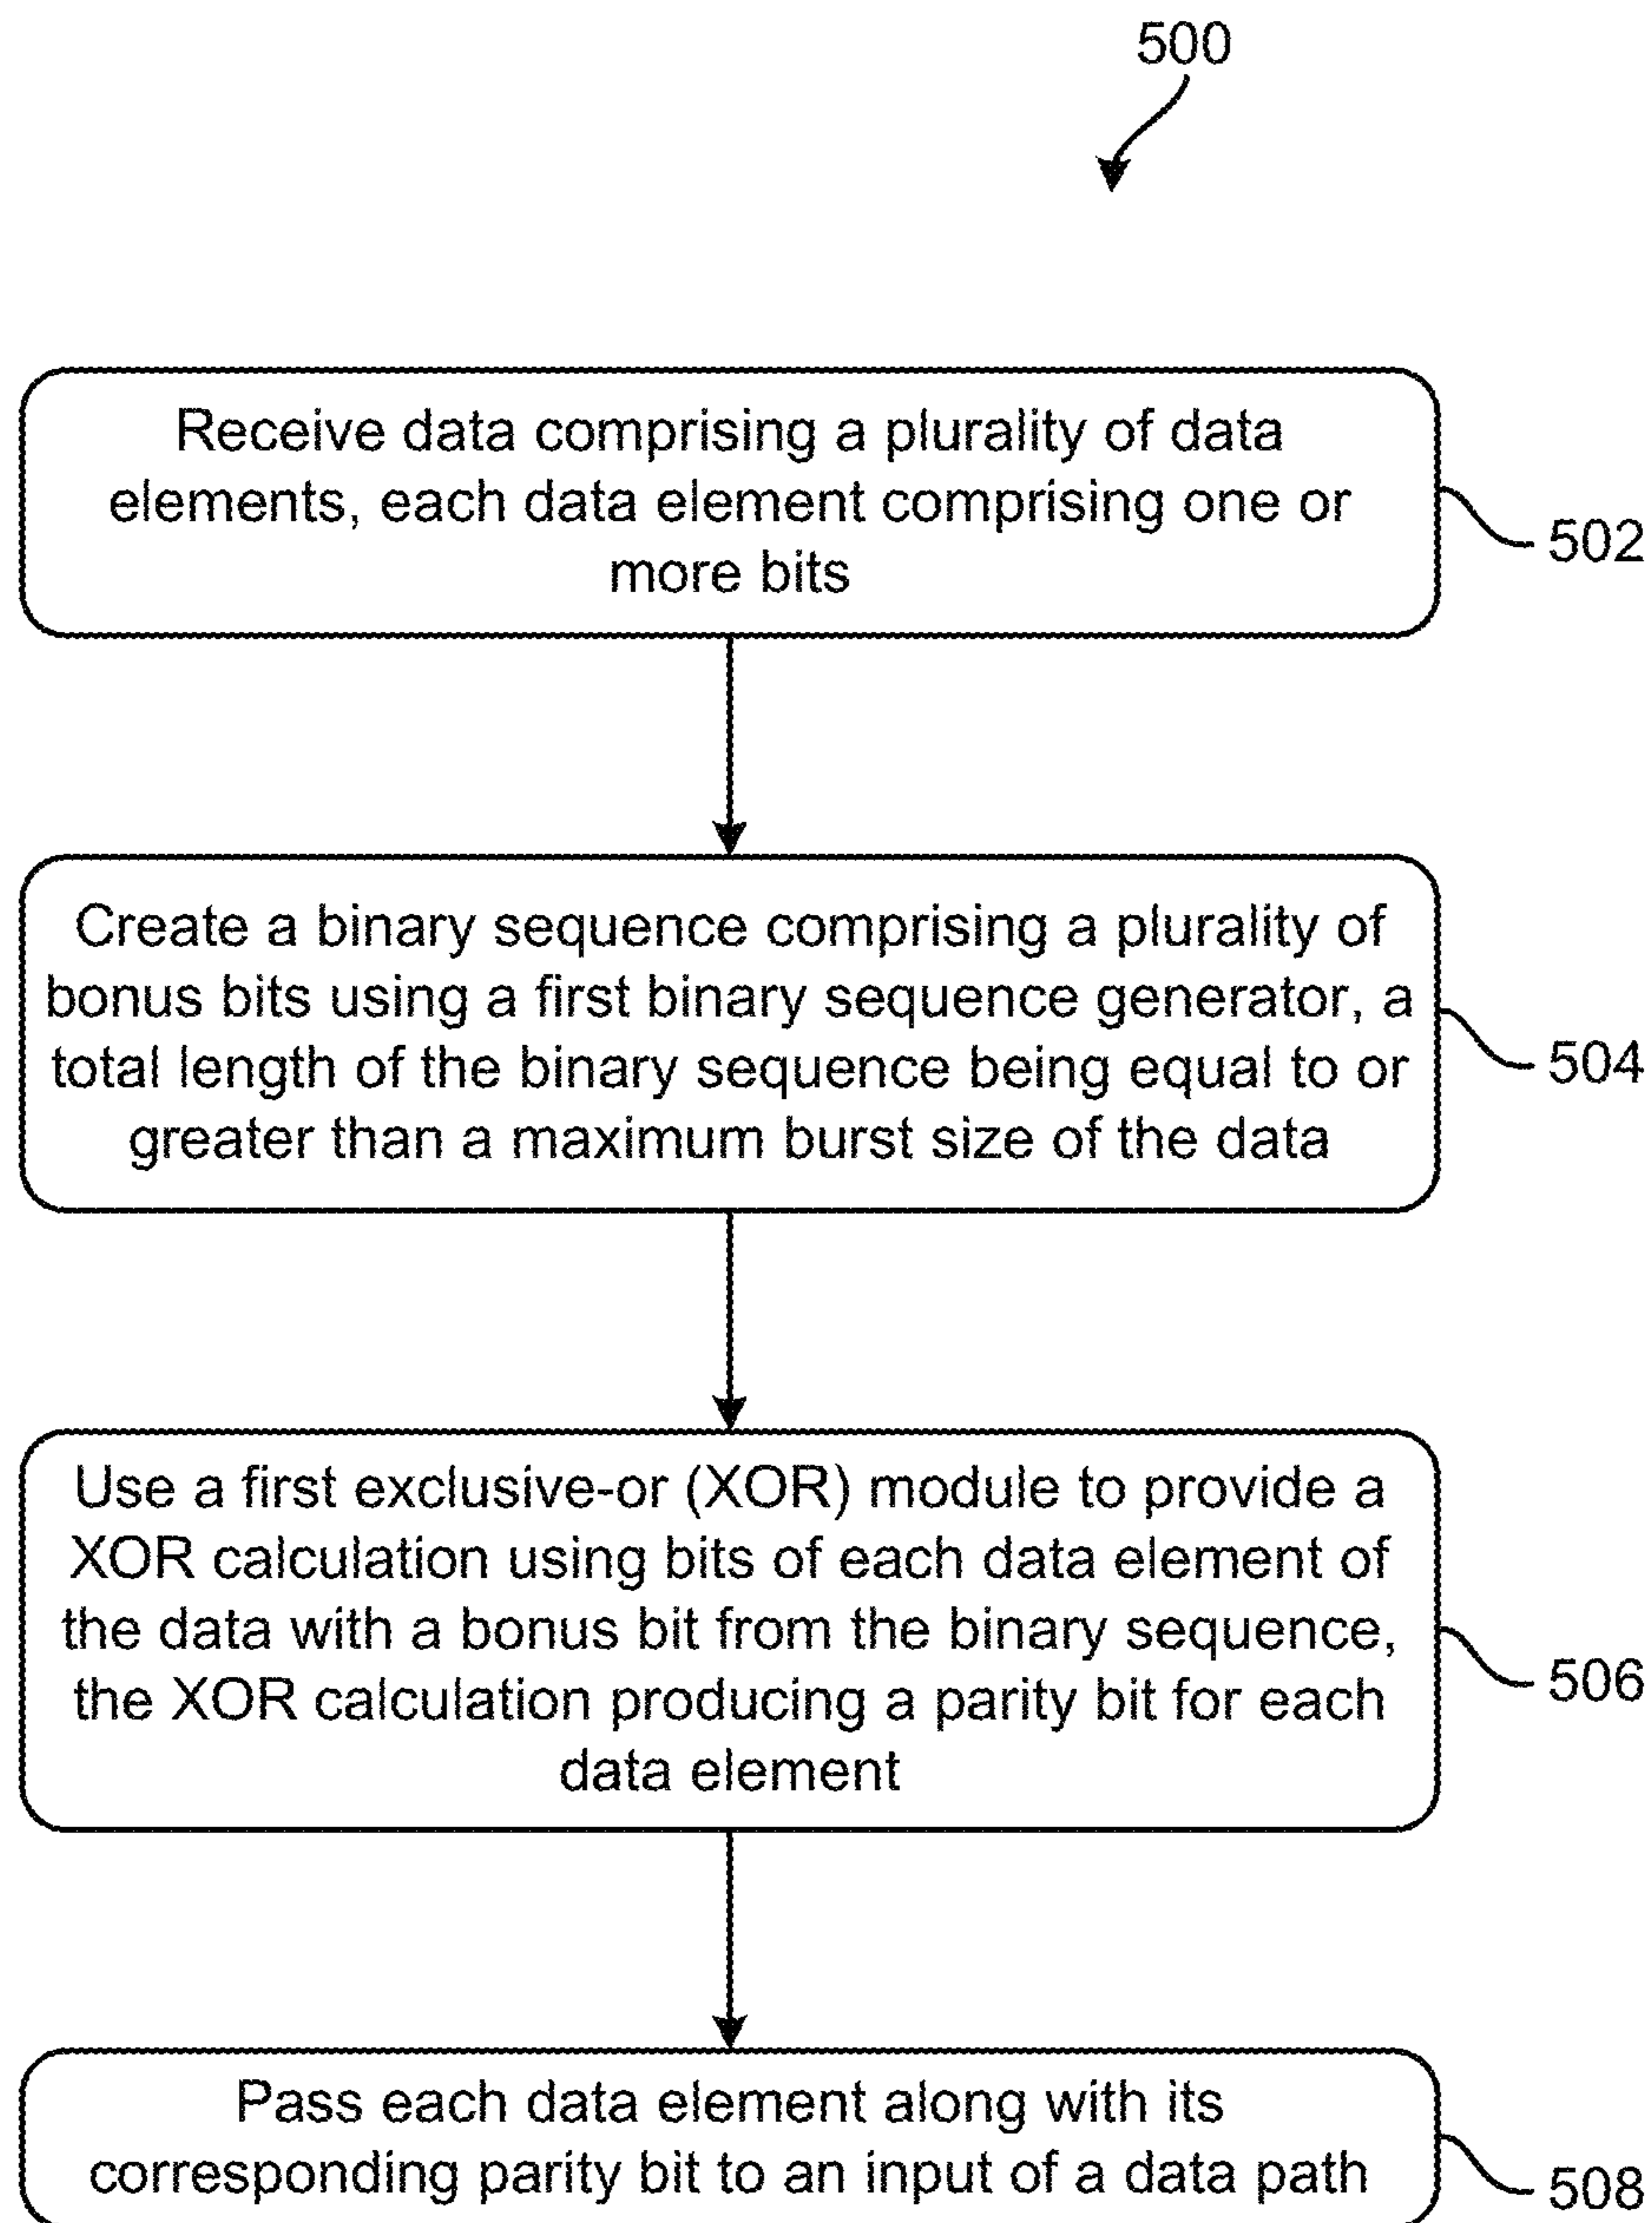 500
Receive data comprising a plurality of data
elements, each data element comprising one or
more bits
502
Create a binary sequence comprising a plurality of
bonus bits using a first binary sequence generator, a
total length of the binary sequence being equal to or
greater than a maximum burst size of the data
504
Use a first exclusive-or (XOR) module to provide a
XOR calculation using bits of each data element of
the data with a bonus bit from the binary sequence,
the XOR calculation producing a parity bit for each
data element
506
Pass each data element along with its
corresponding parity bit to an input of a data path
508